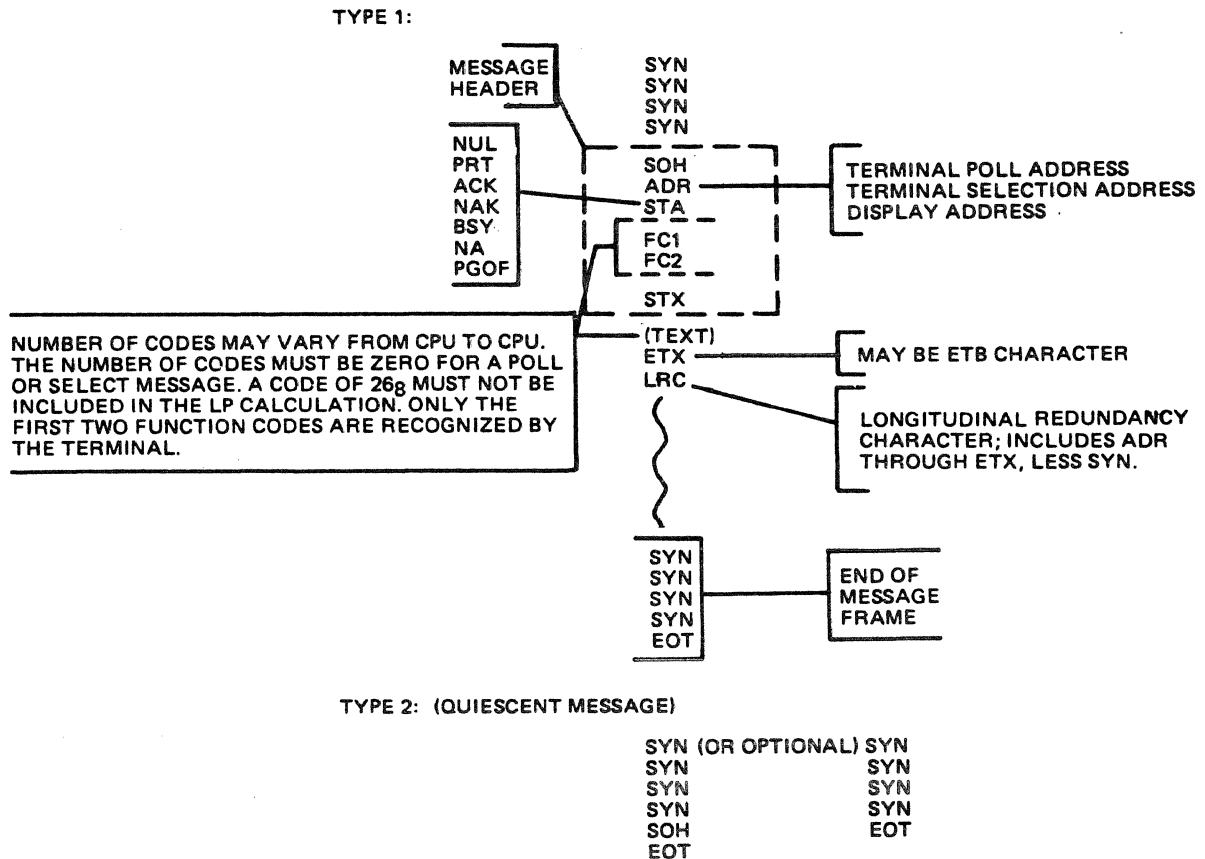 TYPE 1:
MESSAGE
HEADER
SYN
SYN
SYN
SYN
NUL
PRT
ACK
NAK
BSY
NA
PGOF
SOH
ADR
STA
FC1
FC2
STX
TERMINAL POLL ADDRESS
TERMINAL SELECTION ADDRESS
DISPLAY ADDRESS
NUMBER OF CODES MAY VARY FROM CPU TO CPU.
THE NUMBER OF CODES MUST BE ZERO FOR A POLL
OR SELECT MESSAGE. A CODE OF 26₈ MUST NOT BE
INCLUDED IN THE LP CALCULATION. ONLY THE
FIRST TWO FUNCTION CODES ARE RECOGNIZED BY
THE TERMINAL.
(TEXT)
ETX
LRC
MAY BE ETB CHARACTER
LONGITUDINAL REDUNDANCY
CHARACTER; INCLUDES ADR
THROUGH ETX, LESS SYN.
SYN
SYN
SYN
SYN
EOT
END OF
MESSAGE
FRAME
TYPE 2: (QUIESCENT MESSAGE)
SYN (OR OPTIONAL) SYN
SYN SYN
SYN SYN
SYN SYN
SOH EOT
EOT